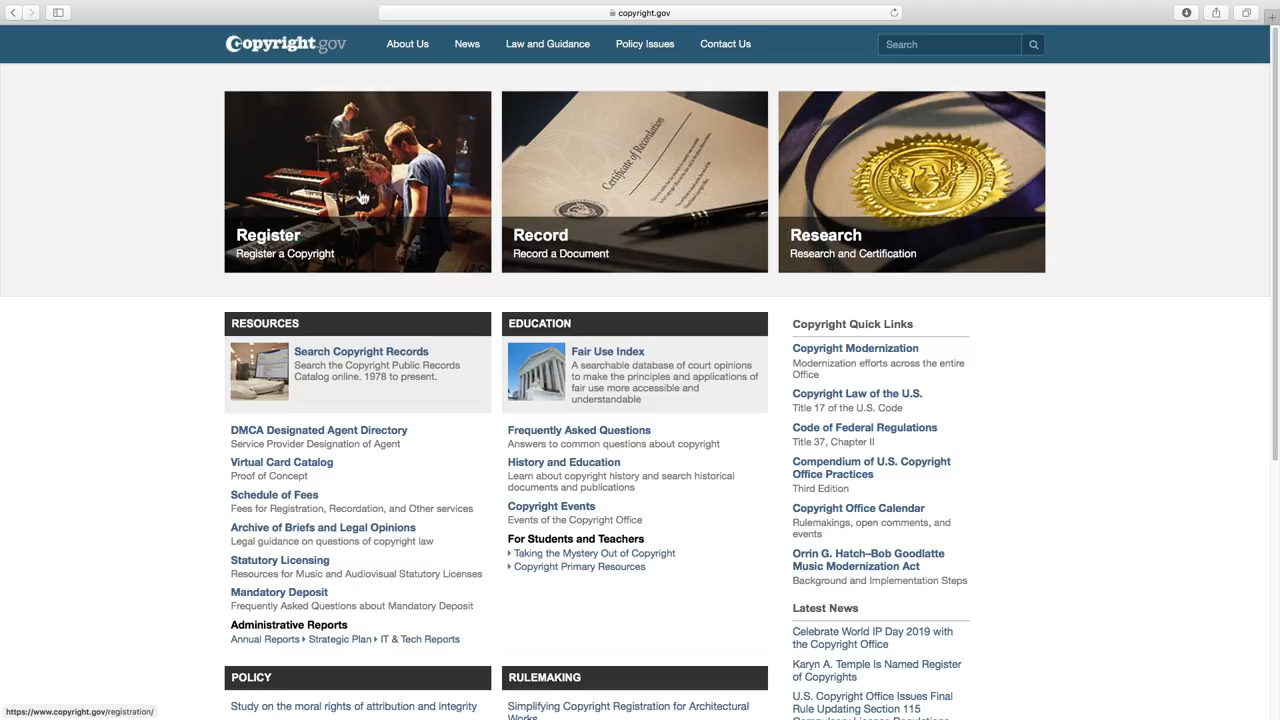 copyright.gov
Copyright.gov
About Us
News
Law and Guidance
Policy Issues
Contact Us
Search
Register
Register a Copyright
Certificate of Recordation
Record
Record a Document
Research
Research and Certification
RESOURCES
Search Copyright Records
Search the Copyright Public Records
Catalog online. 1978 to present.
DMCA Designated Agent Directory
Service Provider Designation of Agent
Virtual Card Catalog
Proof of Concept
Schedule of Fees
Fees for Registration, Recordation, and Other services
Archive of Briefs and Legal Opinions
Legal guidance on questions of copyright law
Statutory Licensing
Resources for Music and Audiovisual Statutory Licenses
Mandatory Deposit
Frequently Asked Questions about Mandatory Deposit
Administrative Reports
Annual Reports Strategic Plan IT & Tech Reports
POLICY
Study on the moral rights of attribution and integrity
EDUCATION
Fair Use Index
A searchable database of court opinions
to make the principles and applications of
fair use more accessible and
understandable
Frequently Asked Questions
Answers to common questions about copyright
History and Education
Learn about copyright history and search historical
documents and publications
Copyright Events
Events of the Copyright Office
For Students and Teachers
Taking the Mystery Out of Copyright
Copyright Primary Resources
RULEMAKING
Simplifying Copyright Registration for Architectural
Works
Copyright Quick Links
Copyright Modernization
Modernization efforts across the entire
Office
Copyright Law of the U.S.
Title 17 of the U.S. Code
Code of Federal Regulations
Title 37, Chapter II
Compendium of U.S. Copyright
Office Practices
Third Edition
Copyright Office Calendar
Rulemakings, open comments, and
events
Orrin G. Hatch–Bob Goodlatte
Music Modernization Act
Background and Implementation Steps
Latest News
Celebrate World IP Day 2019 with
the Copyright Office
Karyn A. Temple Is Named Register
of Copyrights
U.S. Copyright Office Issues Final
Rule Updating Section 115
https://www.copyright.gov/registration/